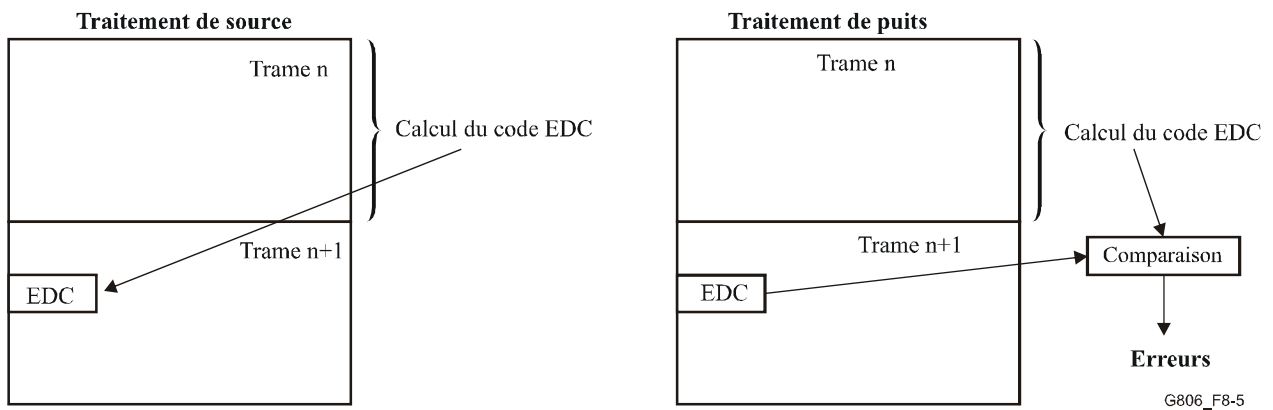 Traitement de source
Trame n
Calcul du code EDC
Trame n+1
EDC
Traitement de puits
Trame n
Calcul du code EDC
Trame n+1
Comparaison
EDC
Erreurs
G806_F8-5